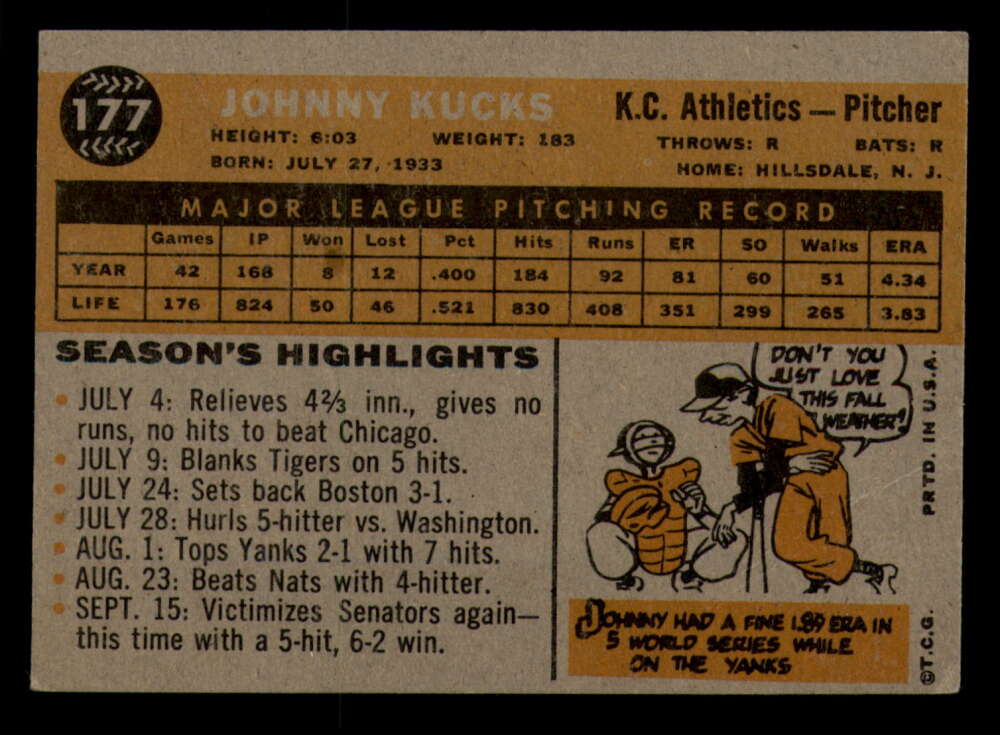 177
JOHNNY KUCKS
K.C. Athletics — Pitcher
HEIGHT: 6:03 WEIGHT: 183 THROWS: R BATS: R
BORN: JULY 27, 1933 HOME: HILLSDALE, N. J.
MAJOR LEAGUE PITCHING RECORD
Games IP Won Lost Pct Hits Runs ER SO Walks ERA
YEAR 42 168 8 12 .400 184 92 81 60 51 4.34
LIFE 176 824 50 46 .521 830 408 351 299 265 3.83
SEASON'S HIGHLIGHTS
• JULY 4: Relieves 4⅔ inn., gives no
runs, no hits to beat Chicago.
• JULY 9: Blanks Tigers on 5 hits.
• JULY 24: Sets back Boston 3-1.
• JULY 28: Hurls 5-hitter vs. Washington.
• AUG. 1: Tops Yanks 2-1 with 7 hits.
• AUG. 23: Beats Nats with 4-hitter.
• SEPT. 15: Victimizes Senators again—
this time with a 5-hit, 6-2 win.
DON'T YOU
JUST LOVE
THIS FALL
WEATHER!
JOHNNY HAD A FINE 1.89 ERA IN
5 WORLD SERIES WHILE
ON THE YANKS
©T.C.G. PRTD. IN U.S.A.